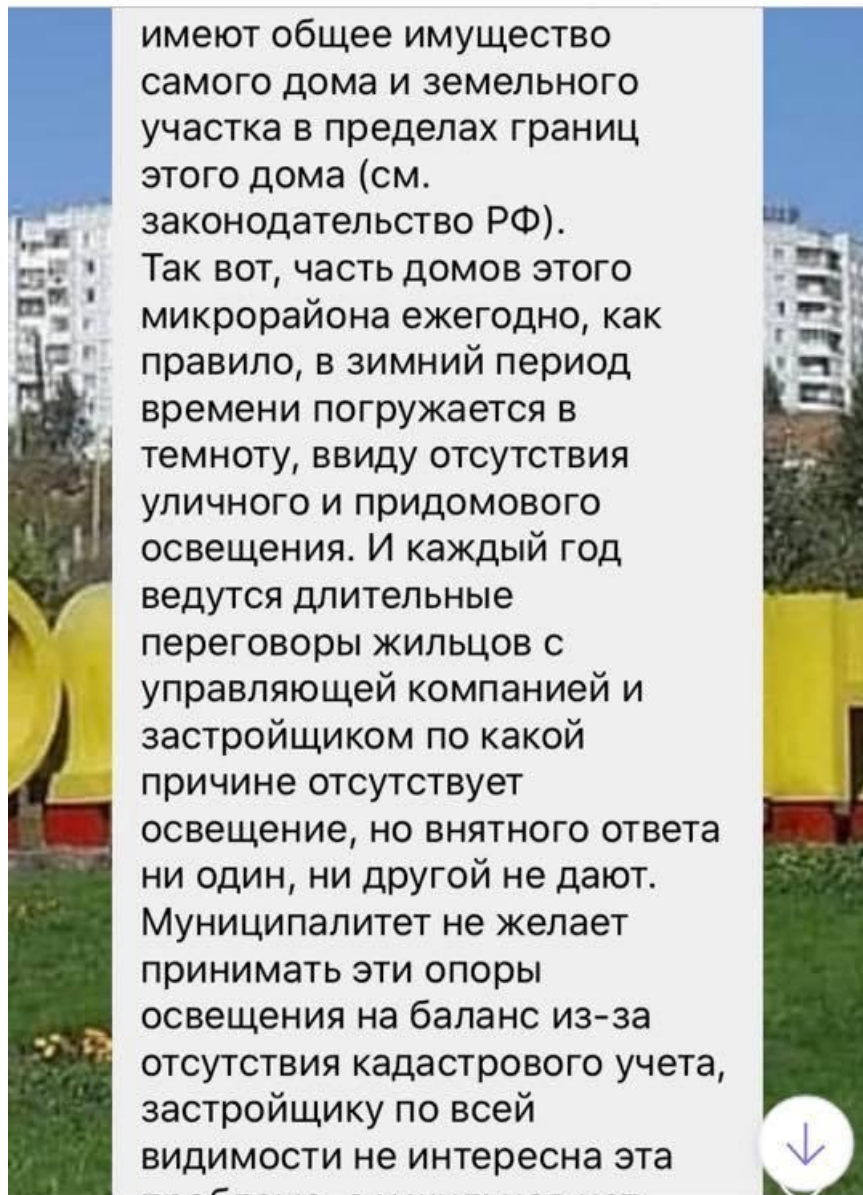 имеют общее имущество
самого дома и земельного
участка в пределах границ
этого дома (см.
законодательство РФ).
Так вот, часть домов этого
микрорайона ежегодно, как
правило, в зимний период
времени погружается в
темноту, ввиду отсутствия
уличного и придомового
освещения. И каждый год
ведутся длительные
переговоры жильцов с
управляющей компанией и
застройщиком по какой
причине отсутствует
освещение, но внятного ответа
ни один, ни другой не дают.
Муниципалитет не желает
принимать эти опоры
освещения на баланс из-за
отсутствия кадастрового учета,
застройщику по всей
видимости не интересна эта